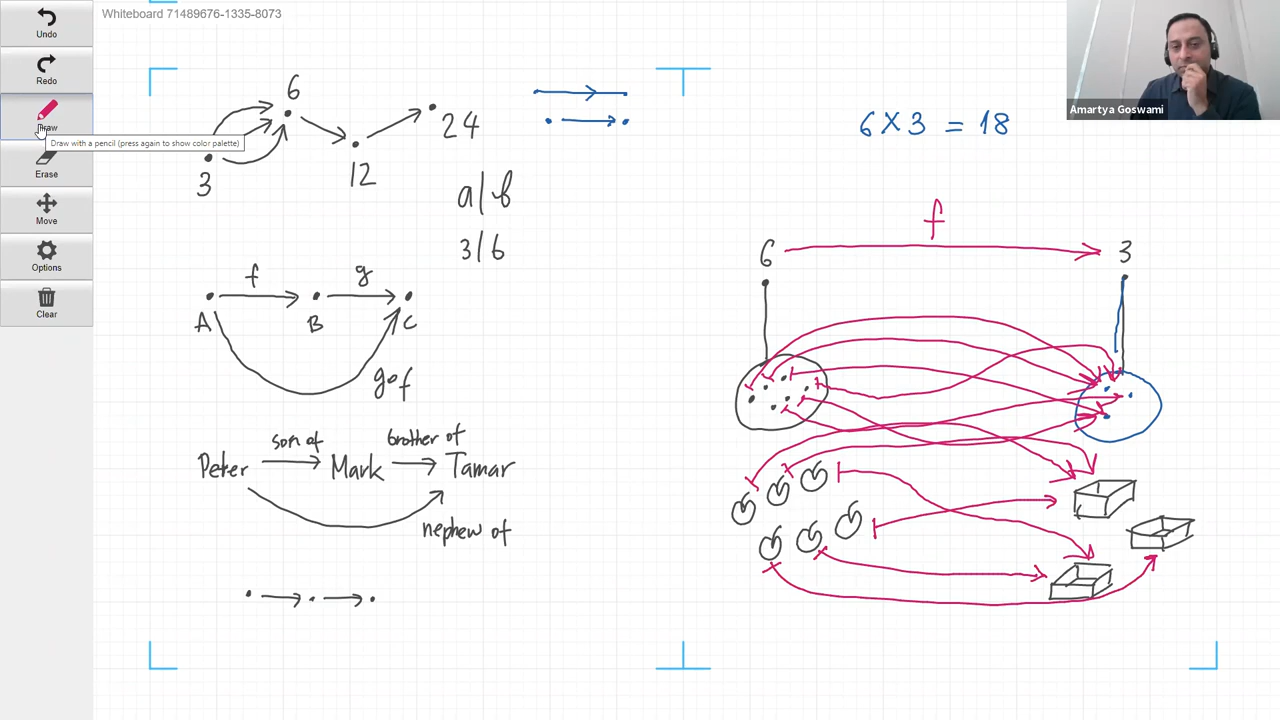 Whiteboard 71489676-1335-8073
Undo
Redo
Draw
Draw with a pencil (press again to show color palette)
Erase
Move
Options
Clear
Amartya Goswami
6
3
12
24
a|b
3|6
f g
A B C
gof
son of brother of
Peter Mark Tamar
nephew of
6 X 3 = 18
f
6 3